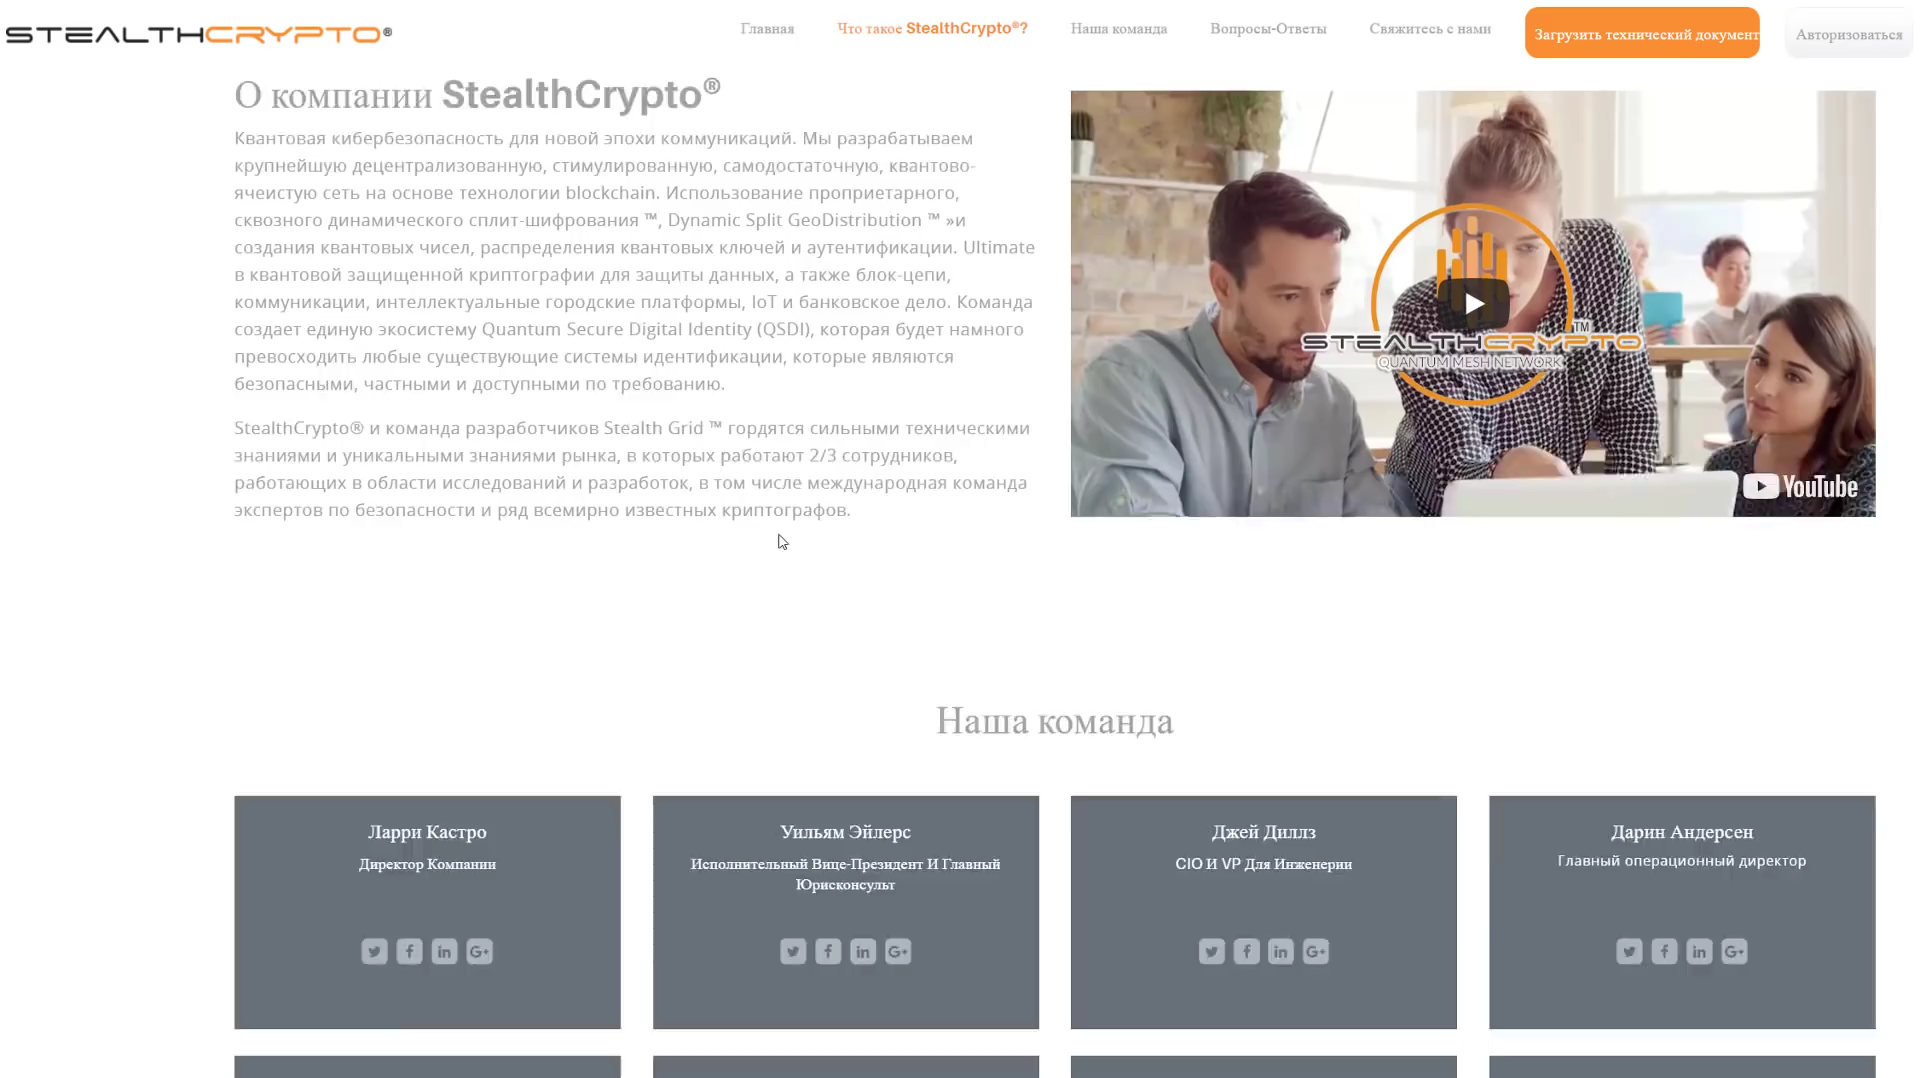 STEALTHCRYPTO®
Главная
Что такое StealthCrypto®?
Наша команда
Вопросы-Ответы
Свяжитесь с нами
Загрузить технический документ
Авторизоваться
О компании StealthCrypto®
Квантовая кибербезопасность для новой эпохи коммуникаций. Мы разрабатываем
крупнейшую децентрализованную, стимулированную, самодостаточную, квантово-
ячеистую сеть на основе технологии blockchain. Использование проприетарного,
сквозного динамического сплит-шифрования ™, Dynamic Split GeoDistribution ™ »и
создания квантовых чисел, распределения квантовых ключей и аутентификации. Ultimate
в квантовой защищенной криптографии для защиты данных, а также блок-цепи,
коммуникации, интеллектуальные городские платформы, IoT и банковское дело. Команда
создает единую экосистему Quantum Secure Digital Identity (QSDI), которая будет намного
превосходить любые существующие системы идентификации, которые являются
безопасными, частными и доступными по требованию.
StealthCrypto® и команда разработчиков Stealth Grid ™ гордятся сильными техническими
знаниями и уникальными знаниями рынка, в которых работают 2/3 сотрудников,
работающих в области исследований и разработок, в том числе международная команда
экспертов по безопасности и ряд всемирно известных криптографов.
STEALTHCRYPTO™
QUANTUM MESH NETWORK
YouTube
Наша команда
Ларри Кастро
Директор Компании
Уильям Эйлерс
Исполнительный Вице-Президент И Главный
Юрисконсульт
Джей Диллз
CIO И VP Для Инженерии
Дарин Андерсен
Главный операционный директор